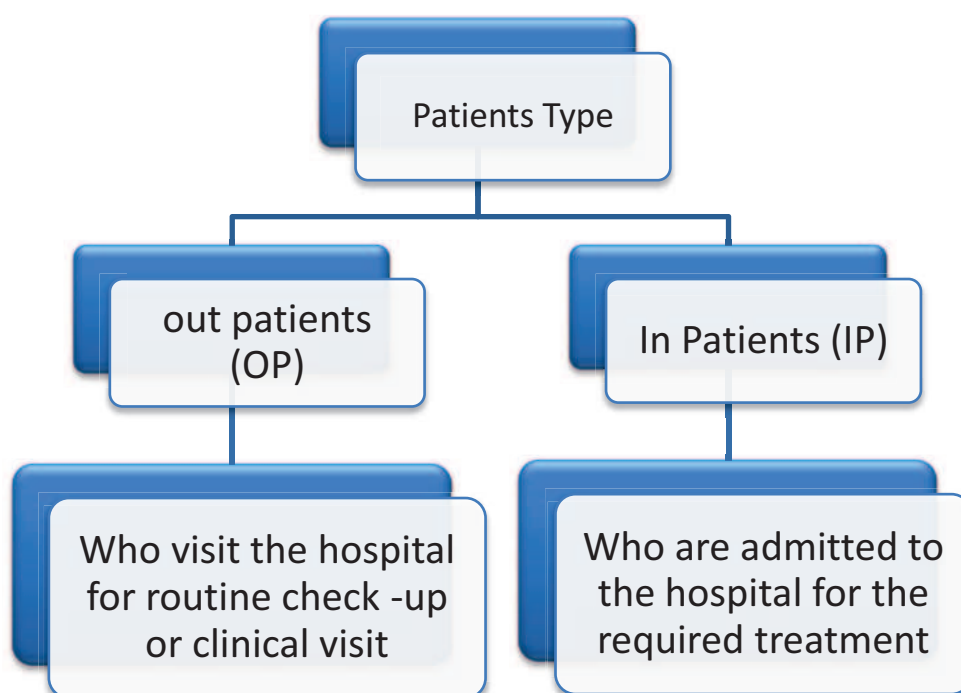 Patients Type
out patients
(OP)
In Patients (IP)
Who visit the hospital
for routine check -up
or clinical visit
Who are admitted to
the hospital for the
required treatment